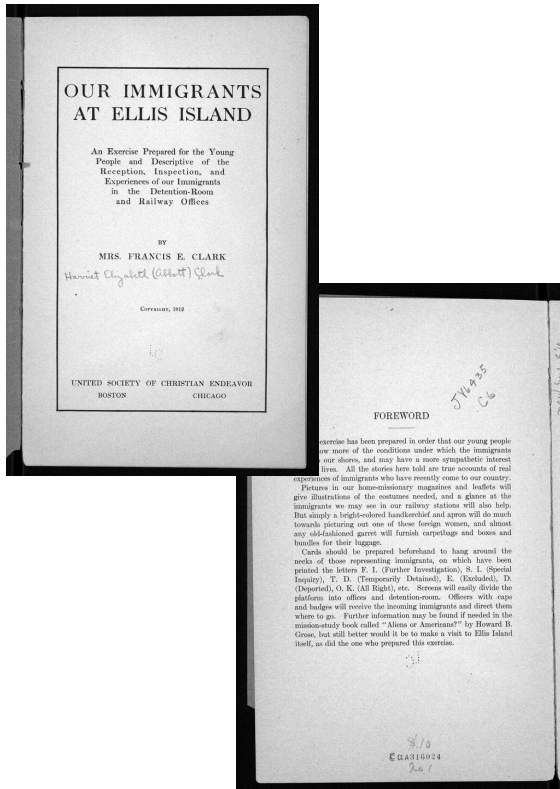 OUR IMMIGRANTS
AT ELLIS ISLAND
An Exercise Prepared for the Young
People and Descriptive of the
Reception, Inspection, and
Experiences of our Immigrants
in the Detention-Room
and Railway Offices
BY
MRS. FRANCIS E. CLARK
Harriet Elizabeth (Abbott) Clark
COPYRIGHT, 1912
UNITED SOCIETY OF CHRISTIAN ENDEAVOR
BOSTON CHICAGO
JV6435
C6
FOREWORD
exercise has been prepared in order that our young people
ow more of the conditions under which the immigrants
our shores, and may have a more sympathetic interest
lives. All the stories here told are true accounts of real
experiences of immigrants who have recently come to our country.
Pictures in our home-missionary magazines and leaflets will
give illustrations of the costumes needed, and a glance at the
immigrants we may see in our railway stations will also help.
But simply a bright-colored handkerchief and apron will do much
towards picturing out one of these foreign women, and almost
any old-fashioned garret will furnish carpetbags and boxes and
bundles for their luggage.
Cards should be prepared beforehand to hang around the
necks of those representing immigrants, on which have been
printed the letters F. I. (Further Investigation), S. I. (Special
Inquiry), T. D. (Temporarily Detained), E. (Excluded), D.
(Deported), O. K. (All Right), etc. Screens will easily divide the
platform into offices and detention-room. Officers with caps
and badges will receive the incoming immigrants and direct them
where to go. Further information may be found if needed in the
mission-study book called "Aliens or Americans?" by Howard B.
Grose, but still better would it be to make a visit to Ellis Island
itself, as did the one who prepared this exercise.
©CLA316024
no 1